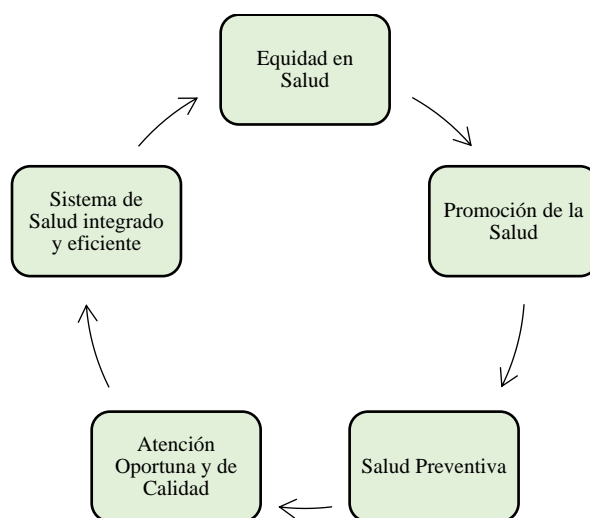 Equidad en
Salud
Promoción de la
Salud
Salud Preventiva
Atención
Oportuna y de
Calidad
Sistema de
Salud integrado
y eficiente